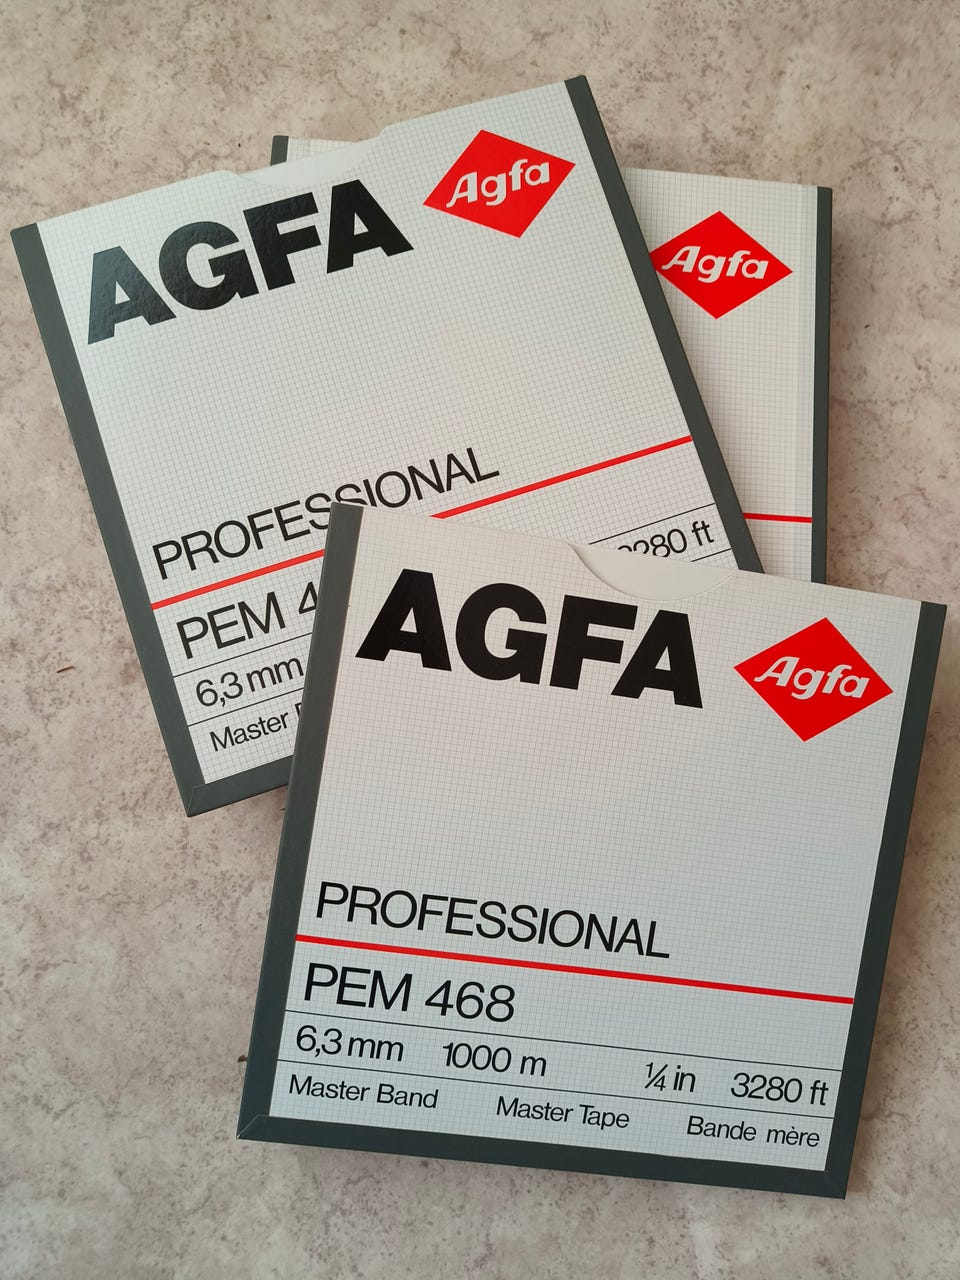 AGFA
Agfa
PROFESSIONAL
PEM 4
3280 ft
6,3 mm
Master
Agfa
AGFA
Agfa
PROFESSIONAL
PEM 468
6,3 mm 1000 m ¼ in 3280 ft
Master Band Master Tape Bande mère